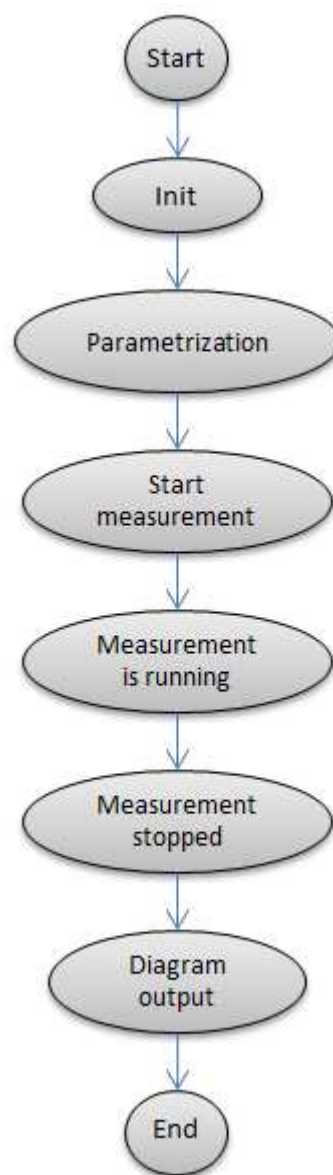 Start
Init
Parametrization
Start
measurement
Measurement
is running
Measurement
stopped
Diagram
output
End